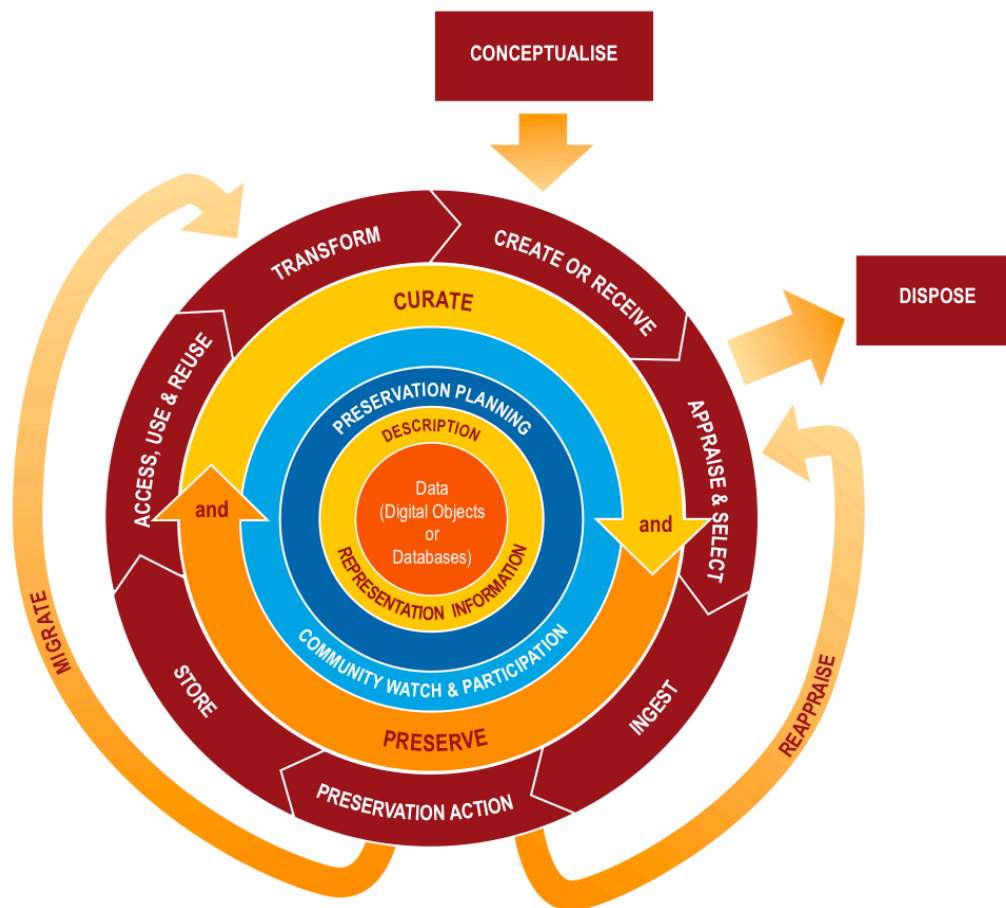 CONCEPTUALISE
TRANSFORM
CREATE OR RECEIVE
DISPOSE
CURATE
ACCESS, USE & REUSE
PRESERVATION PLANNING
DESCRIPTION
APPRAISE & SELECT
Data
(Digital Objects
or
Databases)
and
and
REPRESENTATION INFORMATION
COMMUNITY WATCH & PARTICIPATION
MIGRATE
STORE
INGEST
REAPPRAISE
PRESERVE
PRESERVATION ACTION